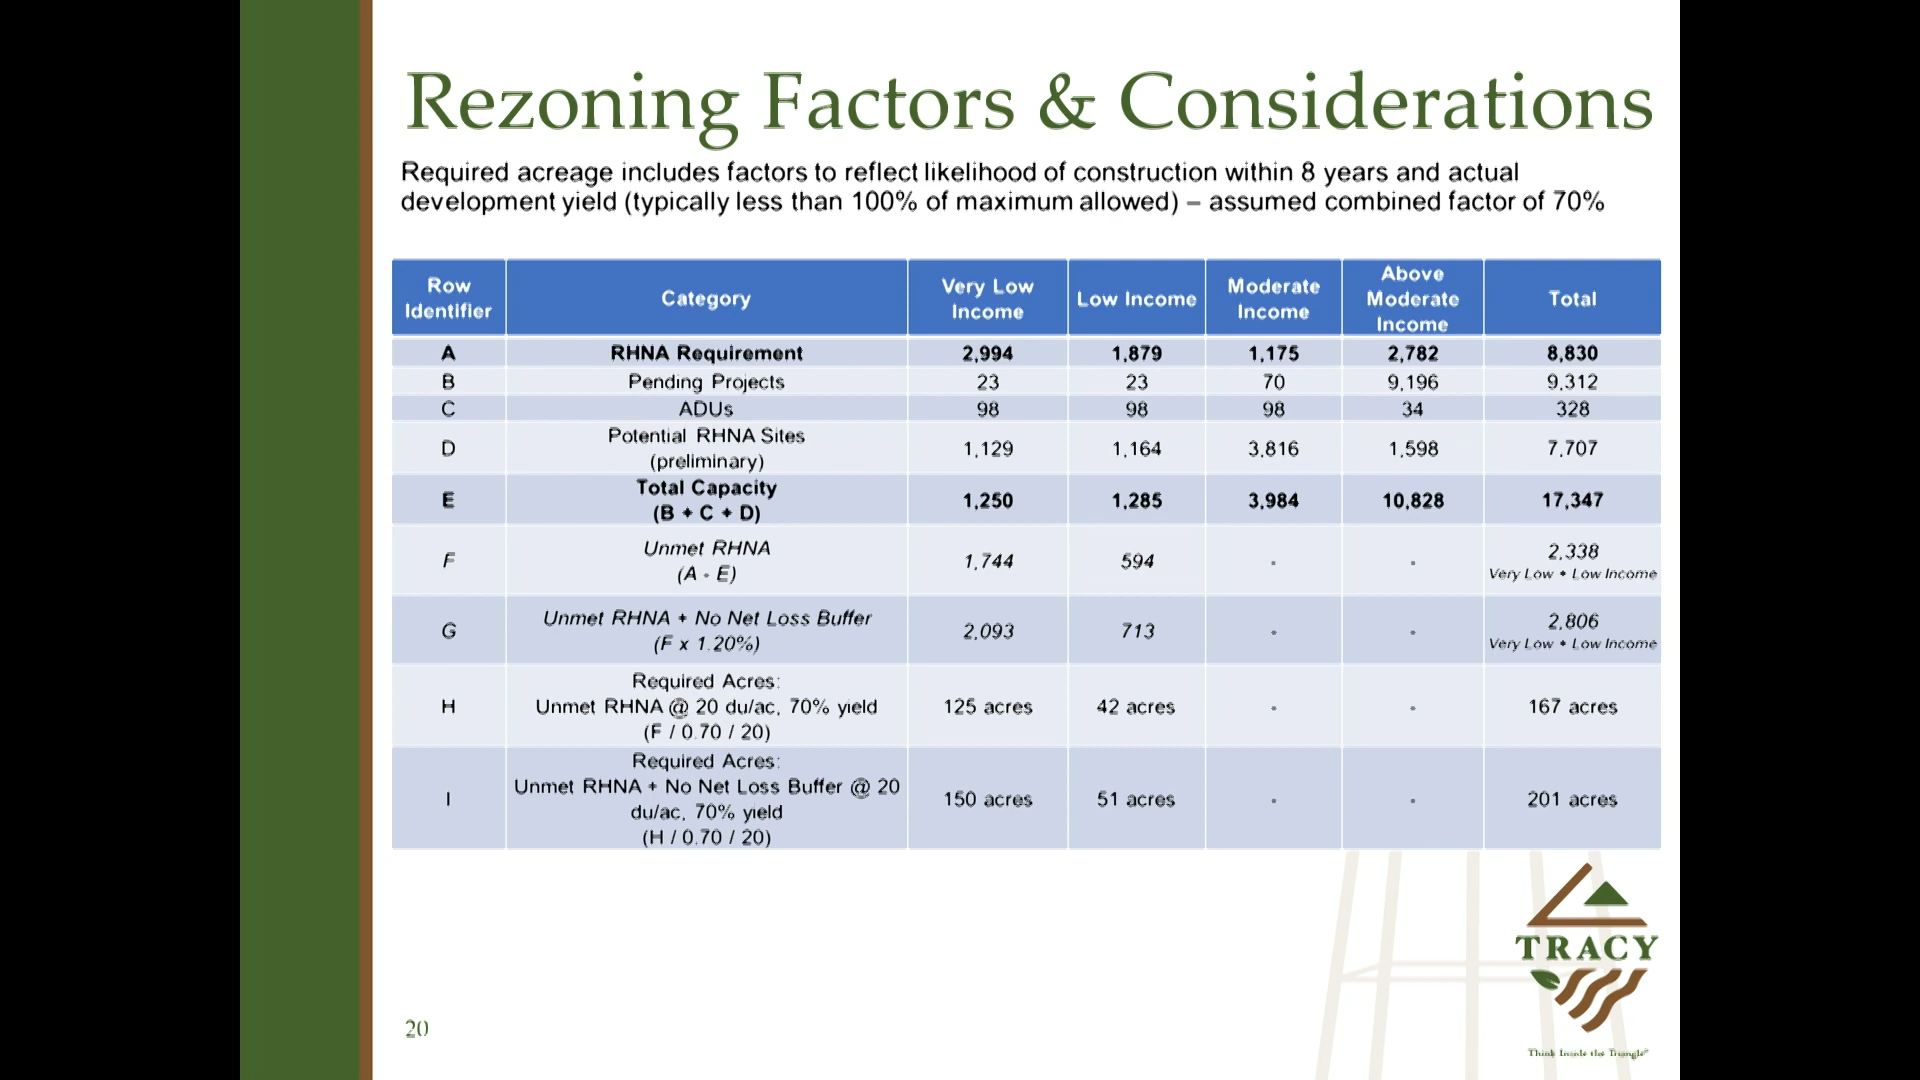 Rezoning Factors & Considerations
Required acreage includes factors to reflect likelihood of construction within 8 years and actual
development yield (typically less than 100% of maximum allowed) – assumed combined factor of 70%
Row Identifier Category Very Low Income Low Income Moderate Income Above Moderate Income Total
A RHNA Requirement 2,994 1,879 1,175 2,782 8,830
B Pending Projects 23 23 70 9,196 9,312
C ADUs 98 98 98 34 328
D Potential RHNA Sites (preliminary) 1,129 1,164 3,816 1,598 7,707
E Total Capacity (B + C + D) 1,250 1,285 3,984 10,828 17,347
F Unmet RHNA (A - E) 1,744 594 - - 2,338 Very Low + Low Income
G Unmet RHNA + No Net Loss Buffer (F x 1.20%) 2,093 713 - - 2,806 Very Low + Low Income
H Required Acres: Unmet RHNA @ 20 du/ac, 70% yield (F / 0.70 / 20) 125 acres 42 acres - - 167 acres
I Required Acres: Unmet RHNA + No Net Loss Buffer @ 20 du/ac, 70% yield (H / 0.70 / 20) 150 acres 51 acres - - 201 acres
TRACY
Think Inside the Triangle®
20